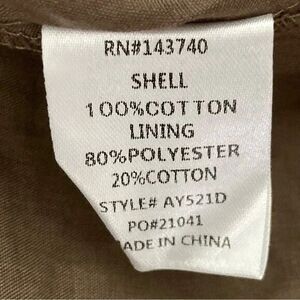 RN#143740
SHELL
100%COTTON
LINING
80%POLYESTER
20%COTTON
STYLE# AY521D
PO#21041
MADE IN CHINA